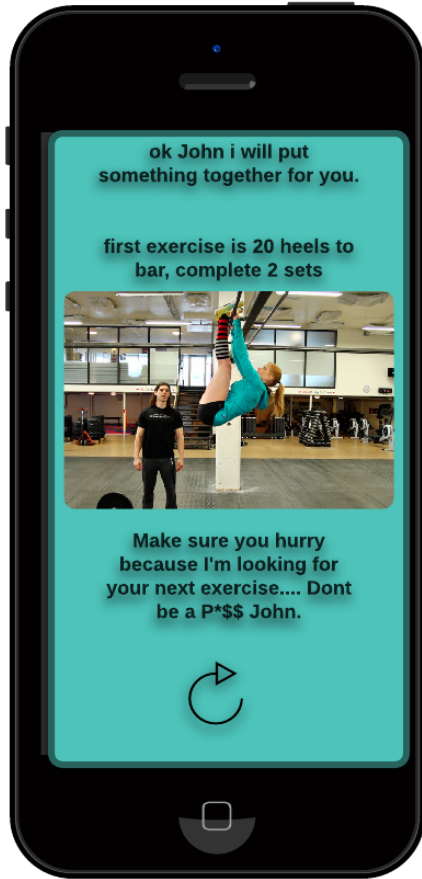 ok John i will put
something together for you.
first exercise is 20 heels to
bar, complete 2 sets
Make sure you hurry
because I'm looking for
your next exercise.... Dont
be a P*$$ John.